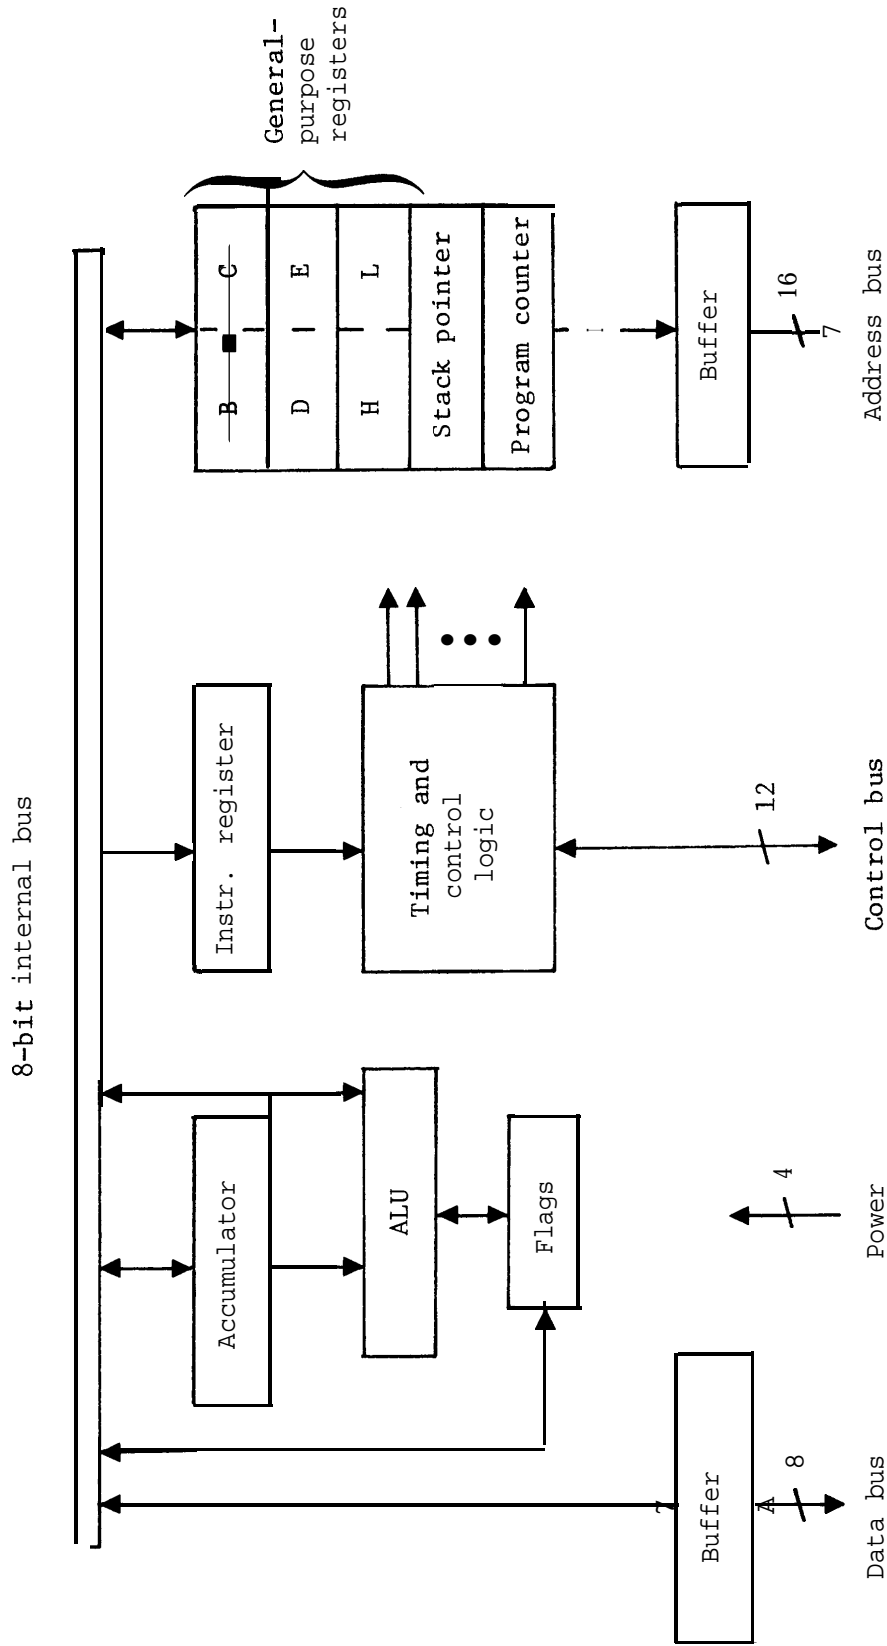 8-bit internal bus
Accumulator
ALU
Flags
Buffer
8
Data bus
4
Power
Instr. register
Timing and
control
logic
12
Control bus
B C
D E
H L
Stack pointer
Program counter
General-
purpose
registers
Buffer
16
Address bus